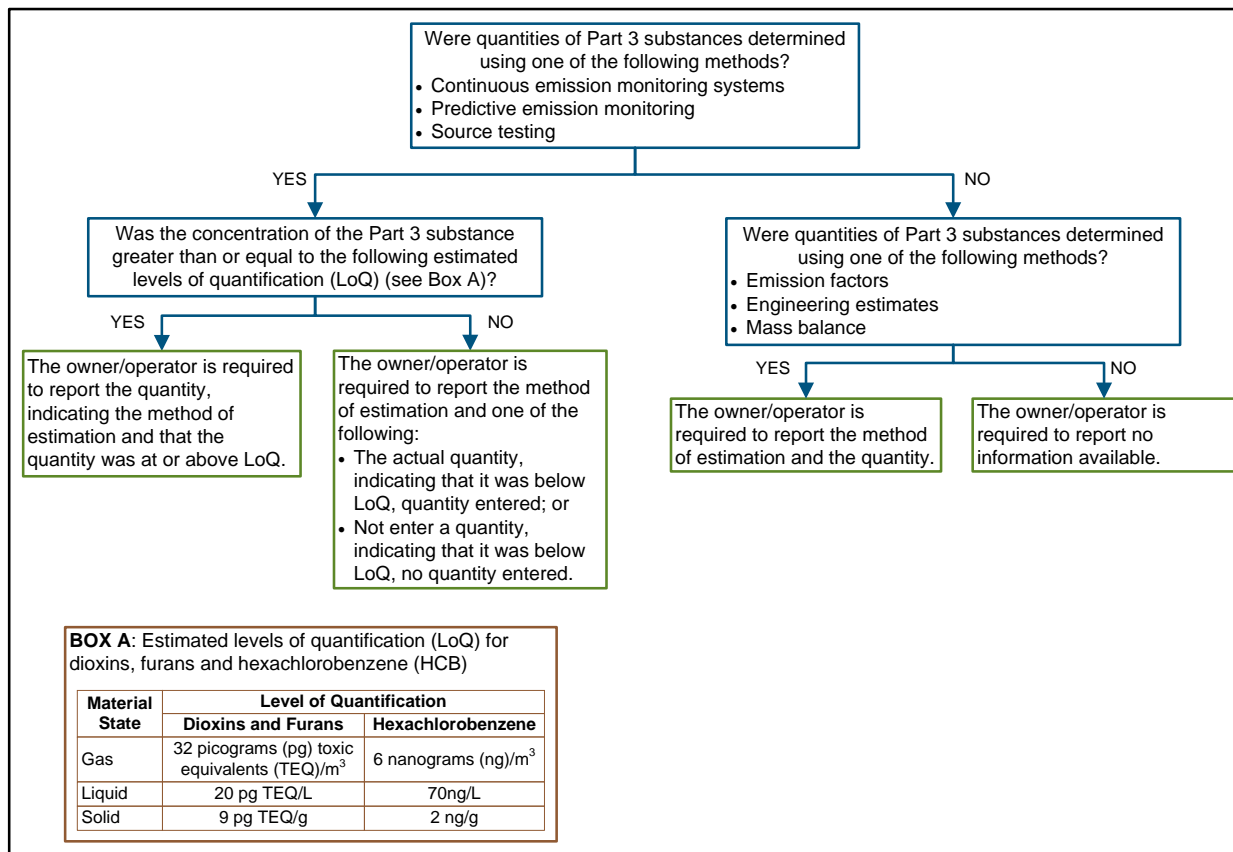 Were quantities of Part 3 substances determined
using one of the following methods?
• Continuous emission monitoring systems
• Predictive emission monitoring
• Source testing
YES
NO
Was the concentration of the Part 3 substance
greater than or equal to the following estimated
levels of quantification (LoQ) (see Box A)?
Were quantities of Part 3 substances determined
using one of the following methods?
• Emission factors
• Engineering estimates
• Mass balance
YES
NO
YES
NO
The owner/operator is required
to report the quantity,
indicating the method of
estimation and that the
quantity was at or above LoQ.
The owner/operator is
required to report the method
of estimation and one of the
following:
• The actual quantity,
indicating that it was below
LoQ, quantity entered; or
• Not enter a quantity,
indicating that it was below
LoQ, no quantity entered.
The owner/operator is
required to report the method
of estimation and the quantity.
The owner/operator is
required to report no
information available.
BOX A: Estimated levels of quantification (LoQ) for
dioxins, furans and hexachlorobenzene (HCB)
Material State | Level of Quantification
Dioxins and Furans | Hexachlorobenzene
Gas | 32 picograms (pg) toxic equivalents (TEQ)/m³ | 6 nanograms (ng)/m³
Liquid | 20 pg TEQ/L | 70ng/L
Solid | 9 pg TEQ/g | 2 ng/g